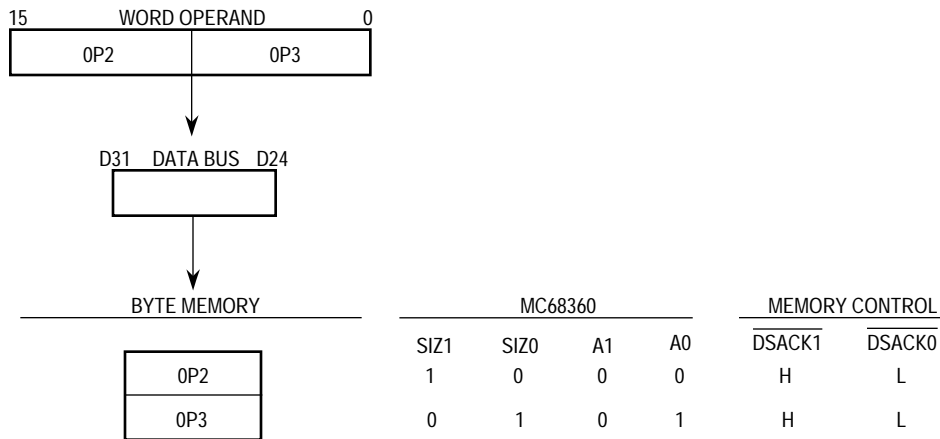 15 WORD OPERAND 0
0P2 0P3
D31 DATA BUS D24
BYTE MEMORY MC68360 MEMORY CONTROL
SIZ1 SIZ0 A1 A0 DSACK1 DSACK0
0P2 1 0 0 0 H L
0P3 0 1 0 1 H L